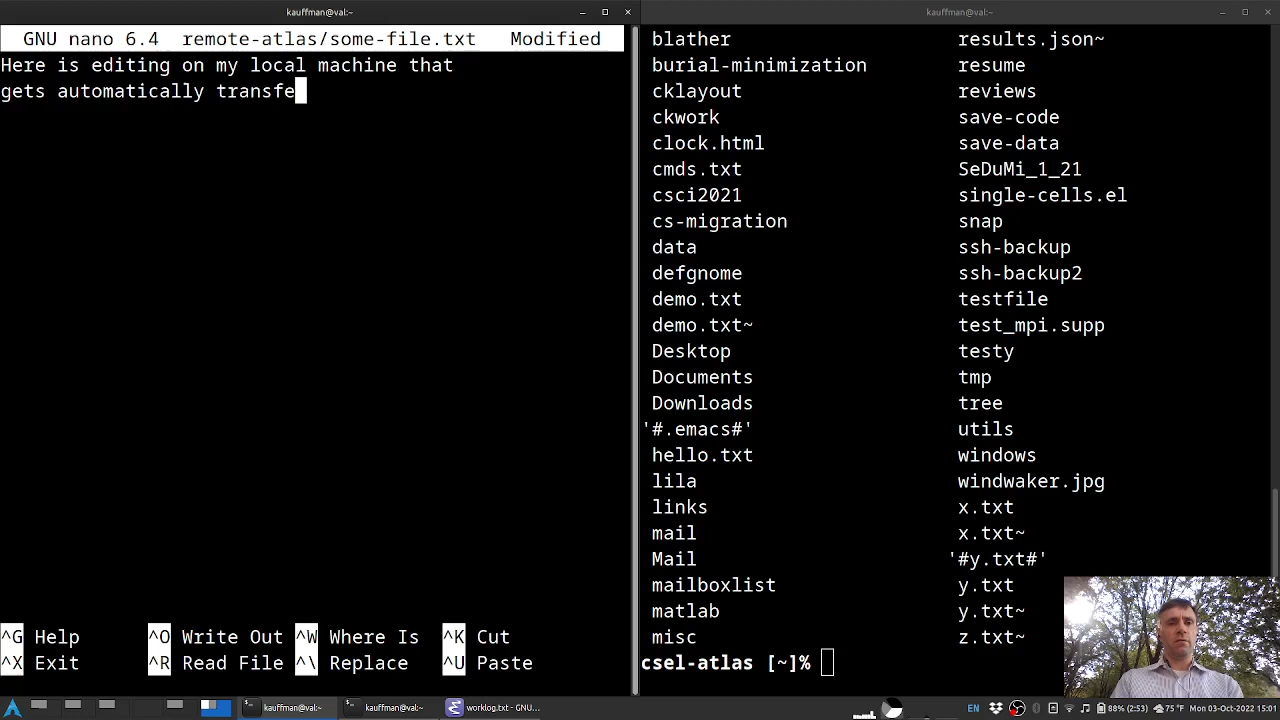 kauffman@val:~
GNU nano 6.4 remote-atlas/some-file.txt Modified
Here is editing on my local machine that
gets automatically transfe
^G Help ^O Write Out ^W Where Is ^K Cut
^X Exit ^R Read File ^\ Replace ^U Paste
kauffman@val:~
blather results.json~
burial-minimization resume
cklayout reviews
ckwork save-code
clock.html save-data
cmds.txt SeDuMi_1_21
csci2021 single-cells.el
cs-migration snap
data ssh-backup
defgnome ssh-backup2
demo.txt testfile
demo.txt~ test_mpi.supp
Desktop testy
Documents tmp
Downloads tree
'#.emacs#' utils
hello.txt windows
lila windwaker.jpg
links x.txt
mail x.txt~
Mail '#y.txt#'
mailboxlist y.txt
matlab y.txt~
misc z.txt~
csel-atlas [~]%
kauffman@val:~ kauffman@val:~ worklog.txt - GNU... EN 88% (2:53) 75°F Mon 03-Oct-2022 15:01